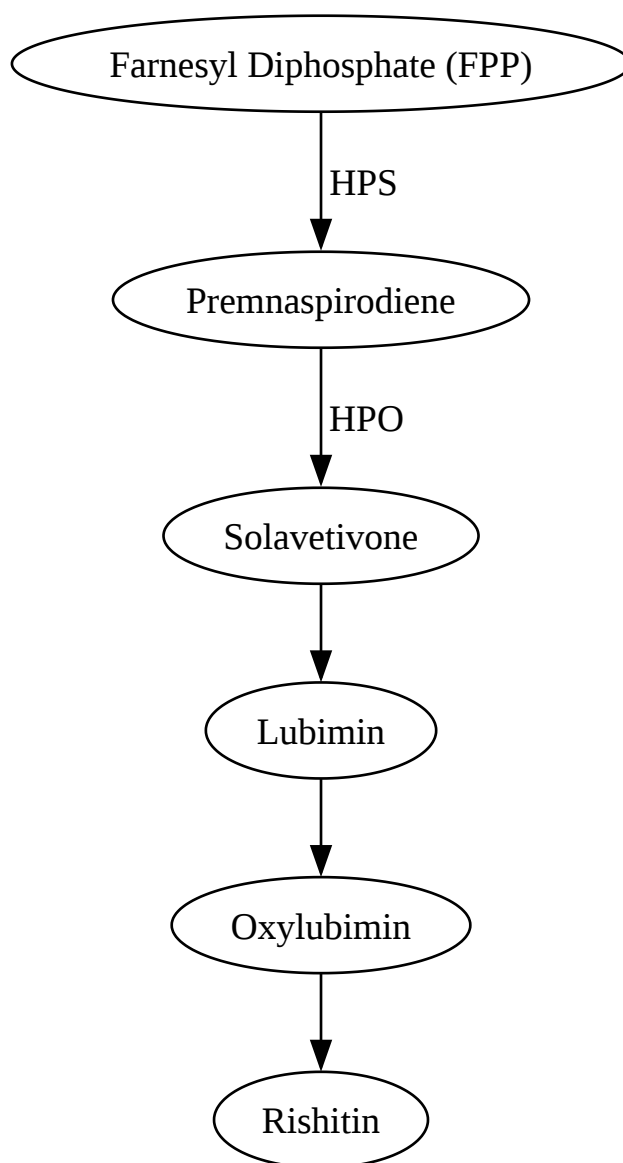 Farnesyl Diphosphate (FPP)
HPS
Premnaspirodiene
HPO
Solavetivone
Lubimin
Oxylubimin
Rishitin